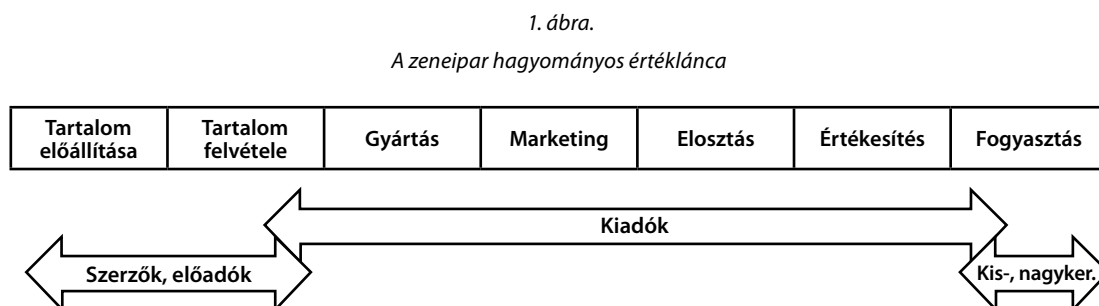 1. ábra.
A zeneipar hagyományos értéklánca
Tartalom előállítása
Tartalom felvétele
Gyártás
Marketing
Elosztás
Értékesítés
Fogyasztás
Kiadók
Szerzők, előadók
Kis-, nagyker.